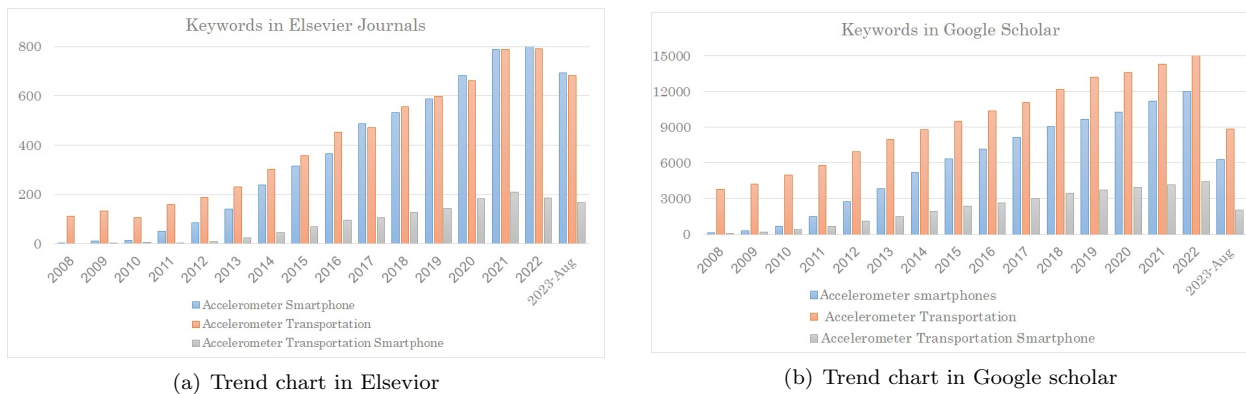 Keywords in Elsevier Journals
800
600
400
200
0
2008 2009 2010 2011 2012 2013 2014 2015 2016 2017 2018 2019 2020 2021 2022 2023-Aug
Accelerometer Smartphone
Accelerometer Transportation
Accelerometer Transportation Smartphone
(a) Trend chart in Elsevior
Keywords in Google Scholar
15000
12000
9000
6000
3000
0
2008 2009 2010 2011 2012 2013 2014 2015 2016 2017 2018 2019 2020 2021 2022 2023-Aug
Accelerometer smartphones
Accelerometer Transportation
Accelerometer Transportation Smartphone
(b) Trend chart in Google scholar